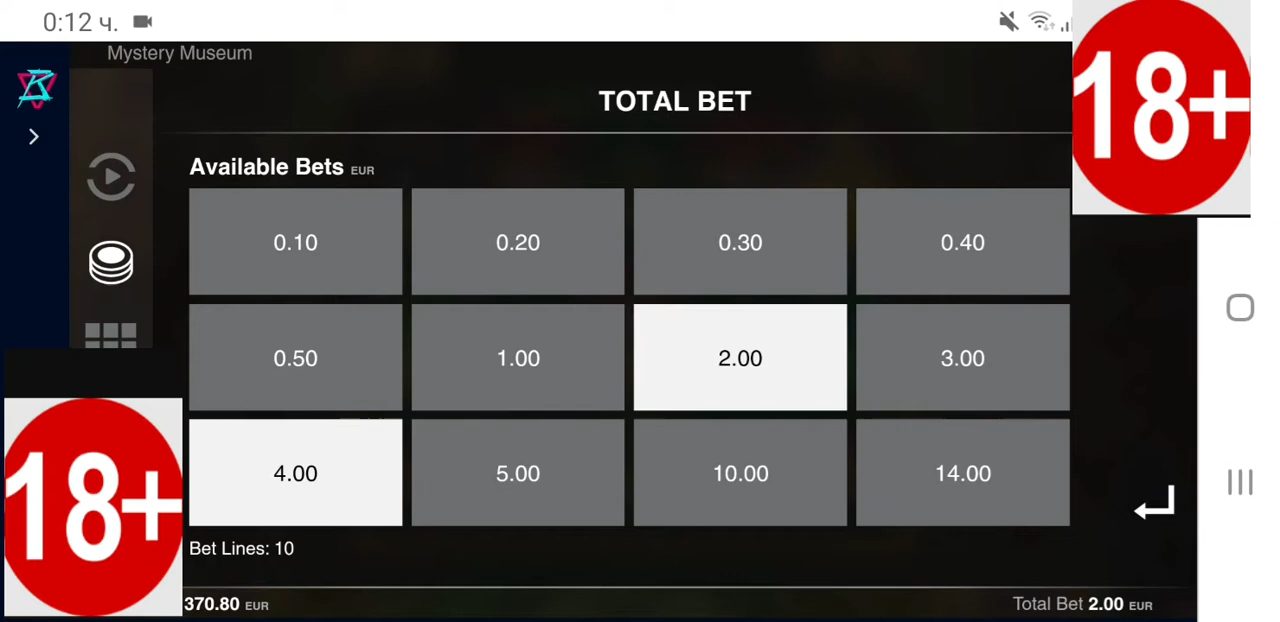 0:12 ч.
Mystery Museum
18+
TOTAL BET
Available Bets EUR
0.10 0.20 0.30 0.40
0.50 1.00 2.00 3.00
4.00 5.00 10.00 14.00
18+
Bet Lines: 10
370.80 EUR Total Bet 2.00 EUR